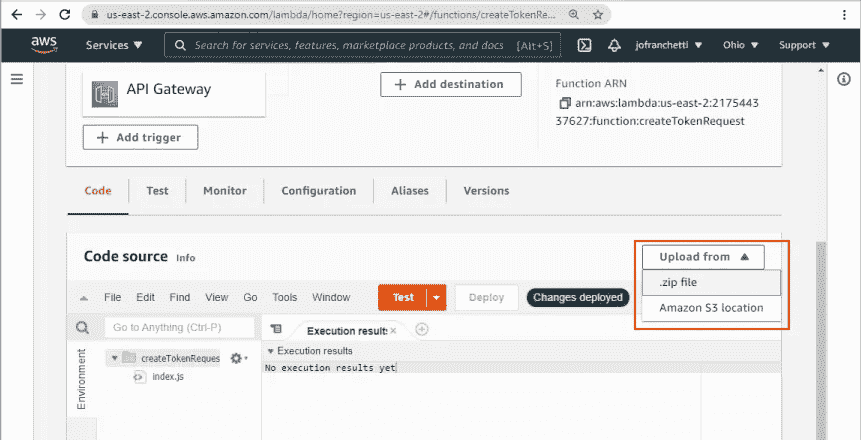 us-east-2.console.aws.amazon.com/lambda/home?region=us-east-2#/functions/createTokenRe...
aws Services Search for services, features, marketplace products, and docs [Alt+S] jofranchetti Ohio Support
API Gateway
+ Add destination
Function ARN
arn:aws:lambda:us-east-2:2175443
37627:function:createTokenRequest
+ Add trigger
Code Test Monitor Configuration Aliases Versions
Code source Info
Upload from
.zip file
Amazon S3 location
File Edit Find View Go Tools Window Test Deploy Changes deployed
Go to Anything (Ctrl-P)
Execution results
Environment
createTokenReques
index.js
Execution results
No execution results yet